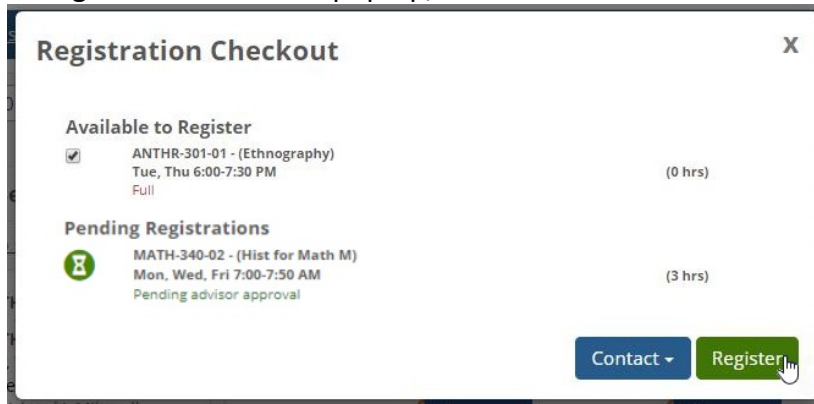 Registration Checkout
X
Available to Register
ANTHR-301-01 - (Ethnography)
Tue, Thu 6:00-7:30 PM
(0 hrs)
Full
Pending Registrations
MATH-340-02 - (Hist for Math M)
Mon, Wed, Fri 7:00-7:50 AM
(3 hrs)
Pending advisor approval
Contact
Register